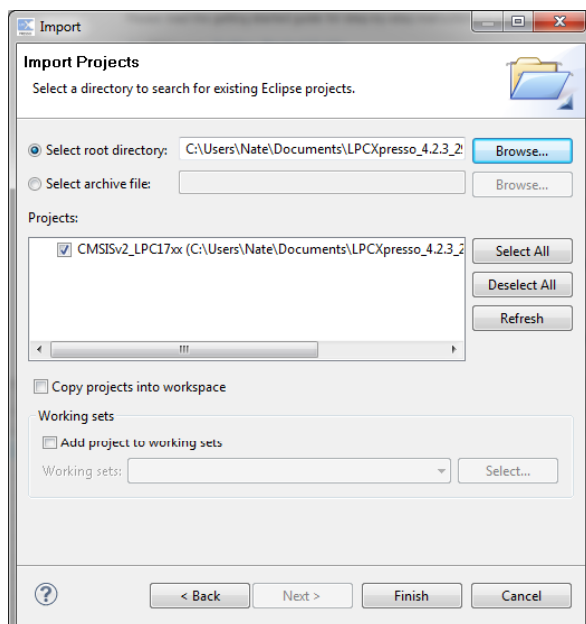 Import
Import Projects
Select a directory to search for existing Eclipse projects.
Select root directory: C:\Users\Nate\Documents\LPCXpresso_4.2.3_2 Browse...
Select archive file: Browse...
Projects:
CMSISv2_LPC17xx (C:\Users\Nate\Documents\LPCXpresso_4.2.3_2 Select All
Deselect All
Refresh
Copy projects into workspace
Working sets
Add project to working sets
Working sets: Select...
? < Back Next > Finish Cancel